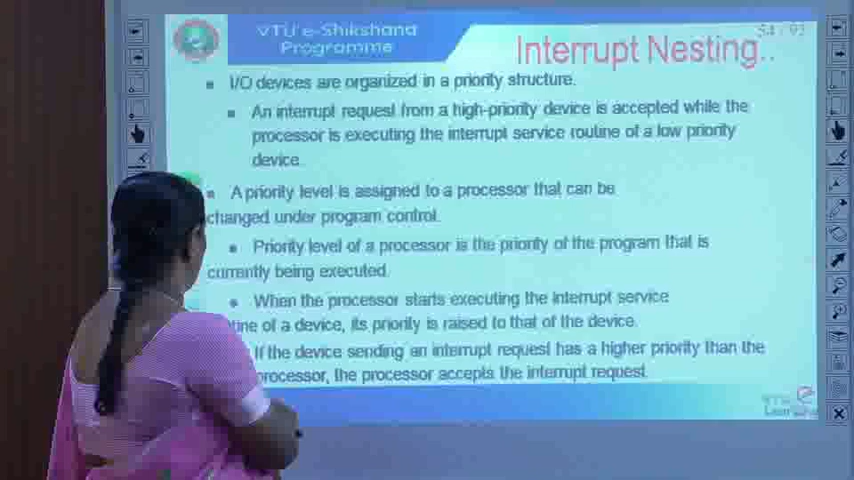 VTU e-Shikshana
Programme
Interrupt Nesting..
I/O devices are organized in a priority structure.
An interrupt request from a high-priority device is accepted while the
processor is executing the interrupt service routine of a low priority
device.
A priority level is assigned to a processor that can be
changed under program control.
Priority level of a processor is the priority of the program that is
currently being executed.
When the processor starts executing the interrupt service
tine of a device, its priority is raised to that of the device.
If the device sending an interrupt request has a higher priority than the
processor, the processor accepts the interrupt request.